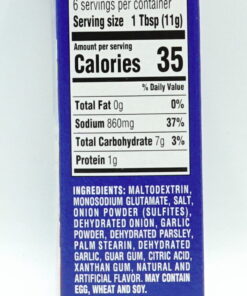 6 servings per container
Serving size 1 Tbsp (11g)
Amount per serving
Calories 35
% Daily Value
Total Fat 0g 0%
Sodium 860mg 37%
Total Carbohydrate 7g 3%
Protein 1g
INGREDIENTS: MALTODEXTRIN,
MONOSODIUM GLUTAMATE, SALT,
ONION POWDER (SULFITES),
DEHYDRATED ONION, GARLIC
POWDER, DEHYDRATED PARSLEY,
PALM STEARIN, DEHYDRATED
GARLIC, GUAR GUM, CITRIC ACID,
XANTHAN GUM, NATURAL AND
ARTIFICIAL FLAVOR. MAY CONTAIN
EGG, WHEAT AND SOY.